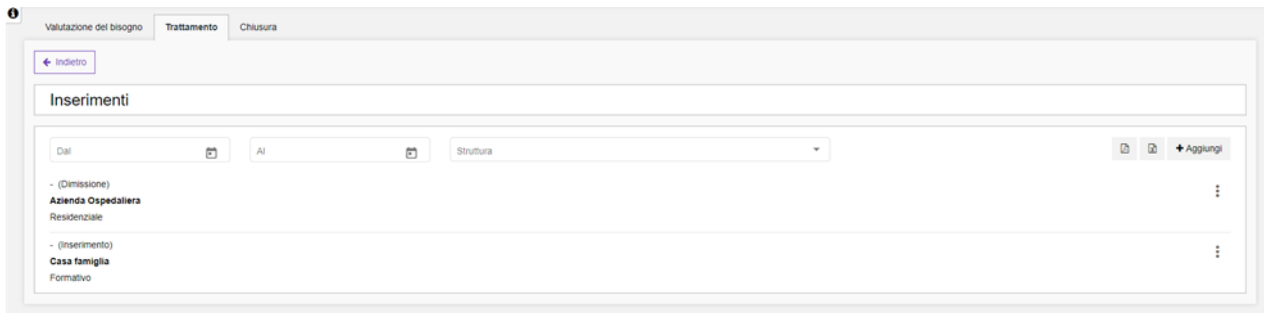 Valutazione del bisogno Trattamento Chiusura
Indietro
Inserimenti
Dal Al Struttura Aggiungi
- (Dimissione)
Azienda Ospedaliera
Residenziale
- (Inserimento)
Casa famiglia
Formativo